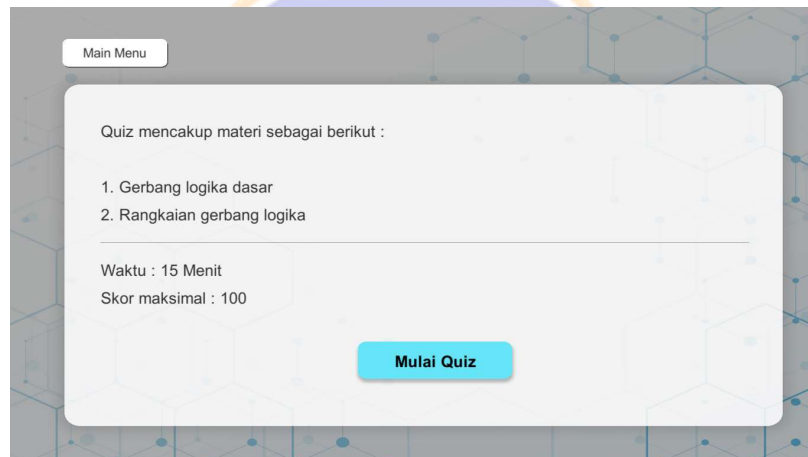 Main Menu
Quiz mencakup materi sebagai berikut :
1. Gerbang logika dasar
2. Rangkaian gerbang logika
Waktu : 15 Menit
Skor maksimal : 100
Mulai Quiz